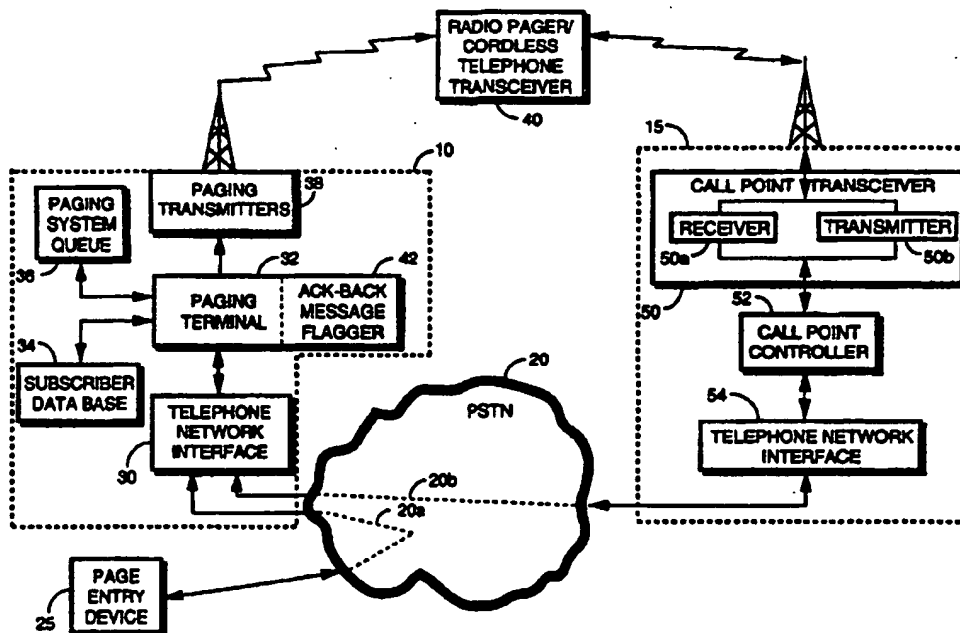 RADIO PAGER/
CORDLESS
TELEPHONE
TRANSCEIVER
40
10
15
PAGING
SYSTEM
QUEUE
36
PAGING
TRANSMITTERS
38
CALL POINT TRANSCEIVER
RECEIVER
50a
TRANSMITTER
50b
50
32
42
PAGING
TERMINAL
ACK-BACK
MESSAGE
FLAGGER
52
CALL POINT
CONTROLLER
34
SUBSCRIBER
DATA BASE
TELEPHONE
NETWORK
INTERFACE
30
20
PSTN
20b
20a
54
TELEPHONE NETWORK
INTERFACE
PAGE
ENTRY
DEVICE
25